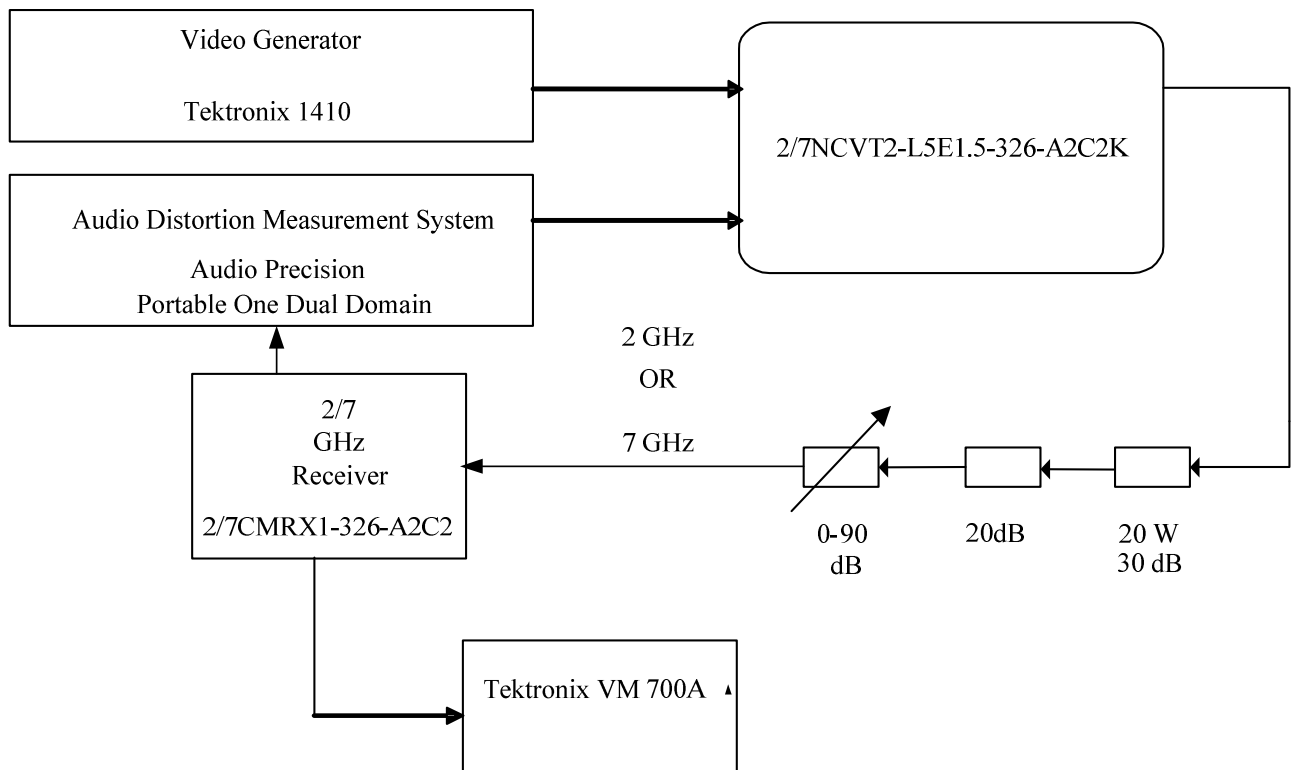 Video Generator
Tektronix 1410
2/7NCVT2-L5E1.5-326-A2C2K
Audio Distortion Measurement System
Audio Precision
Portable One Dual Domain
2 GHz
OR
7 GHz
2/7
GHz
Receiver
2/7CMRX1-326-A2C2
0-90
dB
20dB
20 W
30 dB
Tektronix VM 700A